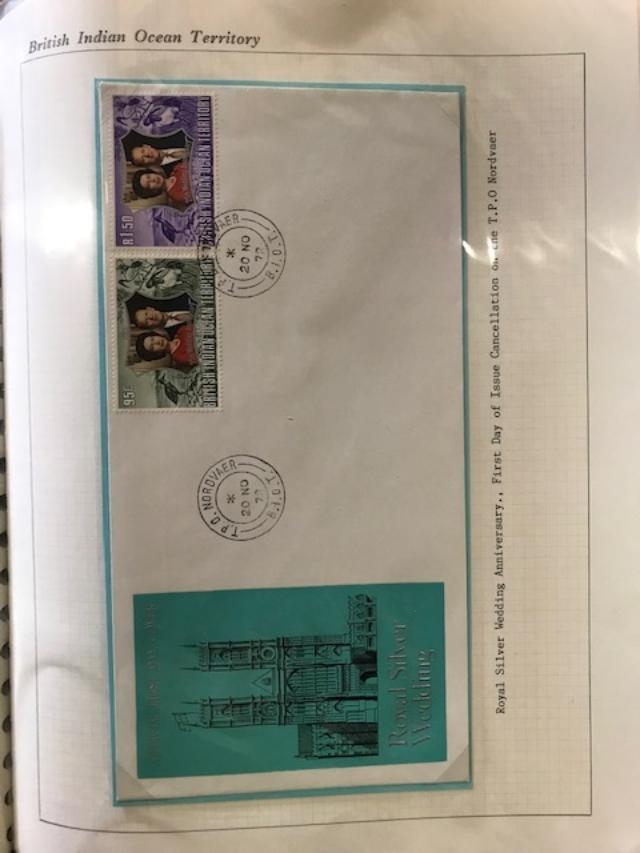 British Indian Ocean Territory
BRITISH INDIAN OCEAN TERRITORY
R1.50
BRITISH INDIAN OCEAN TERRITORY
95c
T.P.O. NORDVAER
*
20 NO
72
B.I.O.T.
T.P.O. NORDVAER
*
20 NO
72
B.I.O.T.
Royal Silver
Wedding
Royal Silver Wedding Anniversary., First Day of Issue Cancellation on the T.P.O Nordvaer